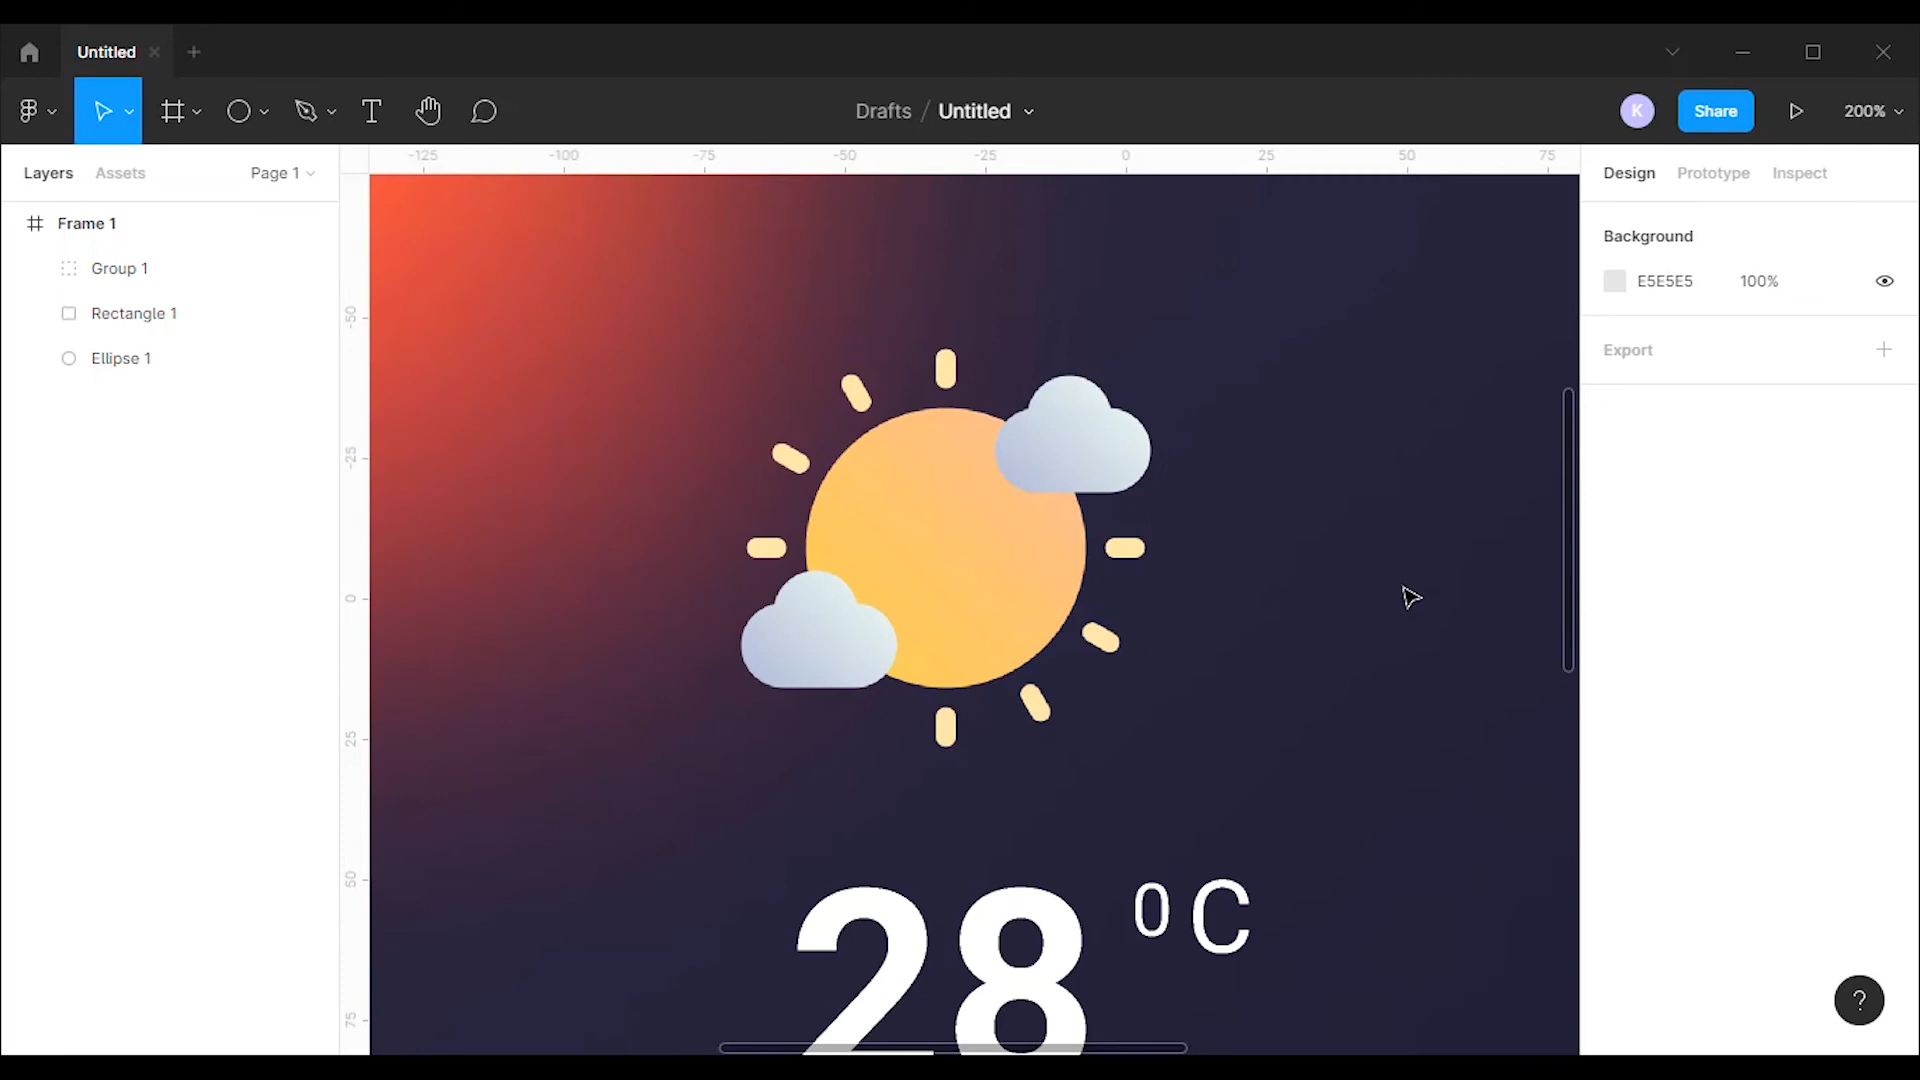 Untitled
Drafts / Untitled
K
Share
200%
Layers
Assets
Page 1
-125
-100
-75
-50
-25
0
25
50
75
Design
Prototype
Inspect
Frame 1
Group 1
Rectangle 1
Ellipse 1
Background
E5E5E5
100%
Export
-50
-25
0
25
50
75
28
0 C
?